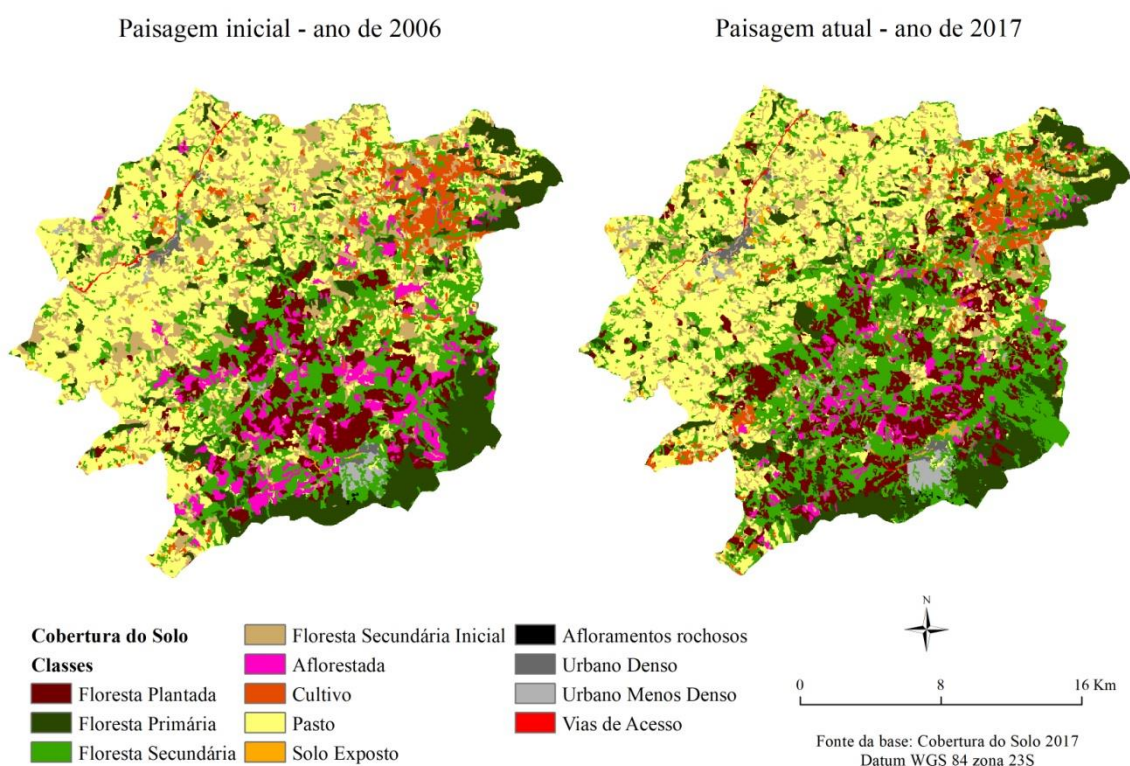 Paisagem inicial - ano de 2006
Paisagem atual - ano de 2017
Cobertura do Solo
Classes
Floresta Plantada
Floresta Primária
Floresta Secundária
Floresta Secundária Inicial
Aflorestada
Cultivo
Pasto
Solo Exposto
Afloramentos rochosos
Urbano Denso
Urbano Menos Denso
Vias de Acesso
N
0 8 16 Km
Fonte da base: Cobertura do Solo 2017
Datum WGS 84 zona 23S